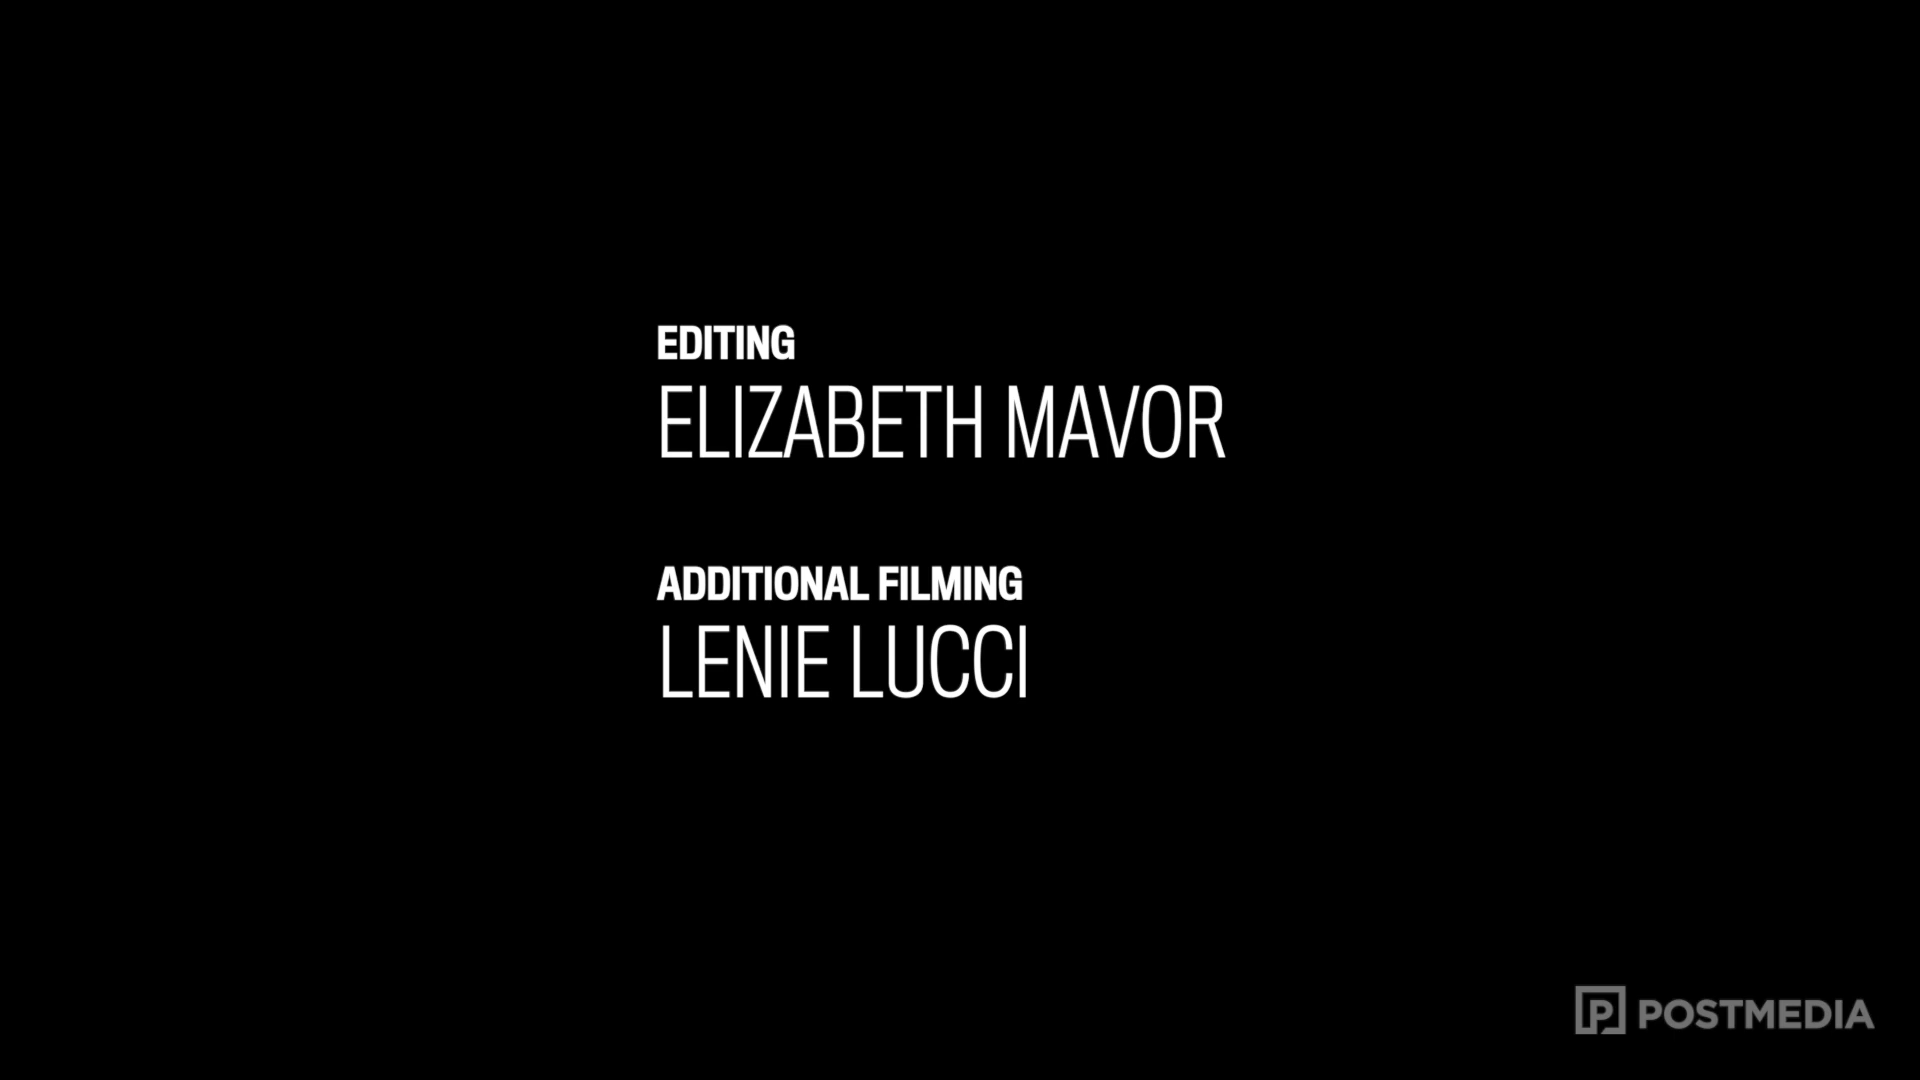 EDITING
ELIZABETH MAVOR
ADDITIONAL FILMING
LENIE LUCCI
POSTMEDIA